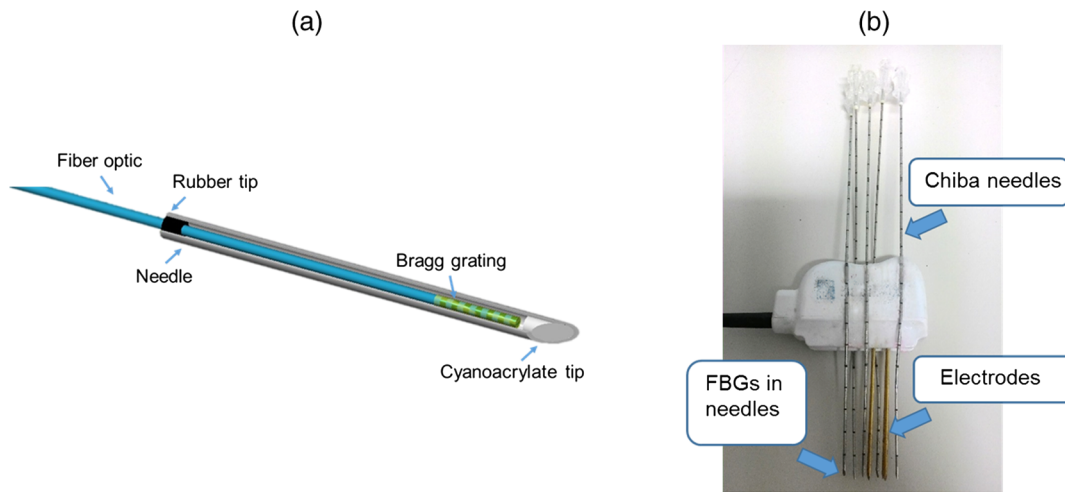 (a)
(b)
Fiber optic
Rubber tip
Needle
Bragg grating
Cyanoacrylate tip
Chiba needles
FBGs in
needles
Electrodes